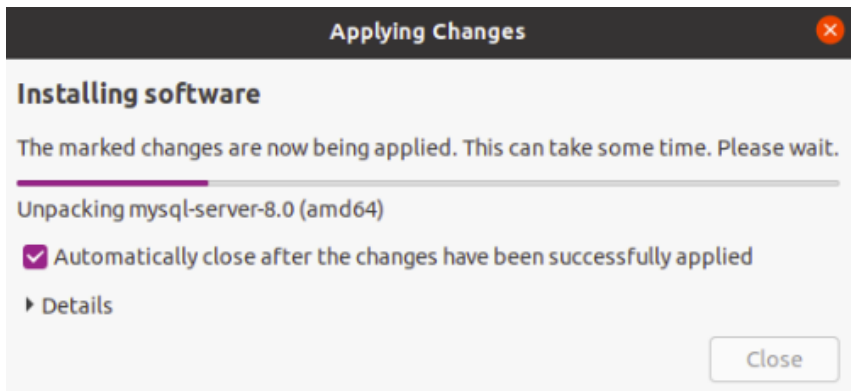 Applying Changes
Installing software
The marked changes are now being applied. This can take some time. Please wait.
Unpacking mysql-server-8.0 (amd64)
Automatically close after the changes have been successfully applied
Details
Close